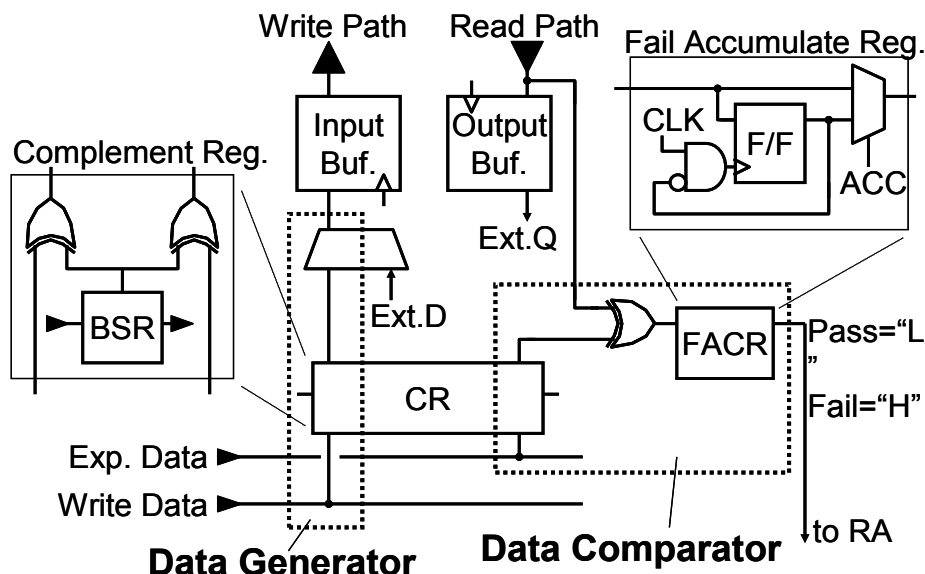 Write Path
Read Path
Fail Accumulate Reg.
Input
Buf.
Output
Buf.
CLK
F/F
ACC
Complement Reg.
Ext.Q
BSR
Ext.D
FACR
Pass=“L
”
CR
Fail=“H”
Exp. Data
Write Data
to RA
Data Generator
Data Comparator